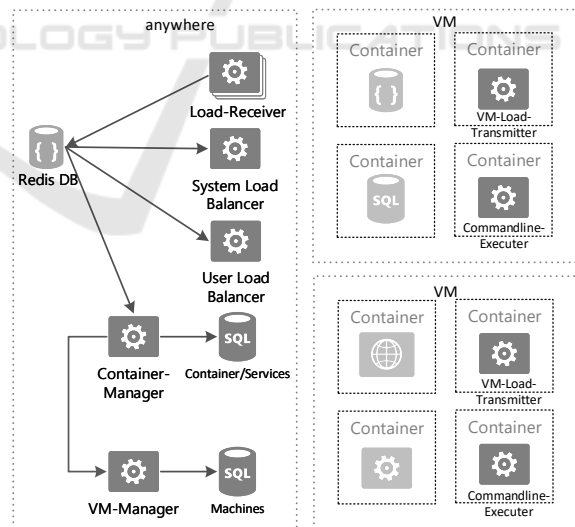 LOGY PUBLICATIONS
anywhere
Load-Receiver
{ }
Redis DB
System Load
Balancer
User Load
Balancer
Container-
Manager
SQL
Container/Services
VM-Manager
SQL
Machines
VM
Container
{ }
Container
VM-Load-
Transmitter
Container
SQL
Container
Commandline-
Executer
VM
Container
Container
VM-Load-
Transmitter
Container
Container
Commandline-
Executer